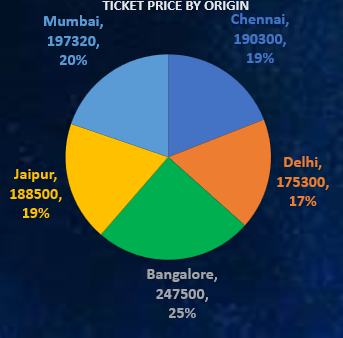 TICKET PRICE BY ORIGIN
Mumbai,
197320,
20%
Chennai,
190300,
19%
Jaipur,
188500,
19%
Delhi,
175300,
17%
Bangalore,
247500,
25%